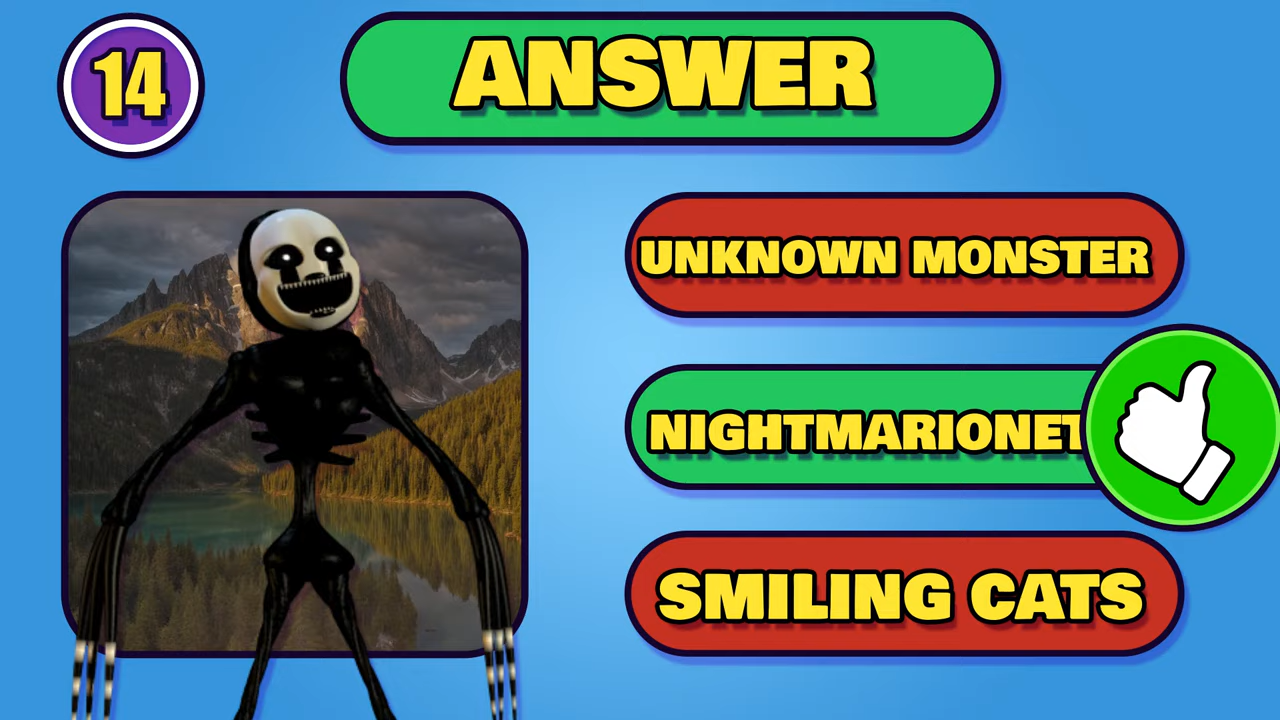 14
ANSWER
UNKNOWN MONSTER
NIGHTMARIONET
SMILING CATS